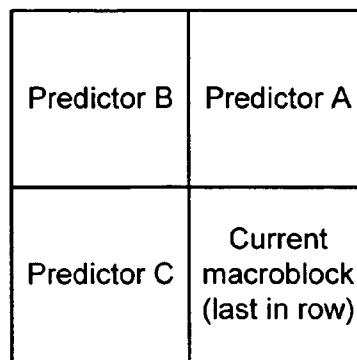 Predictor B
Predictor A
Predictor C
Current
macroblock
(last in row)